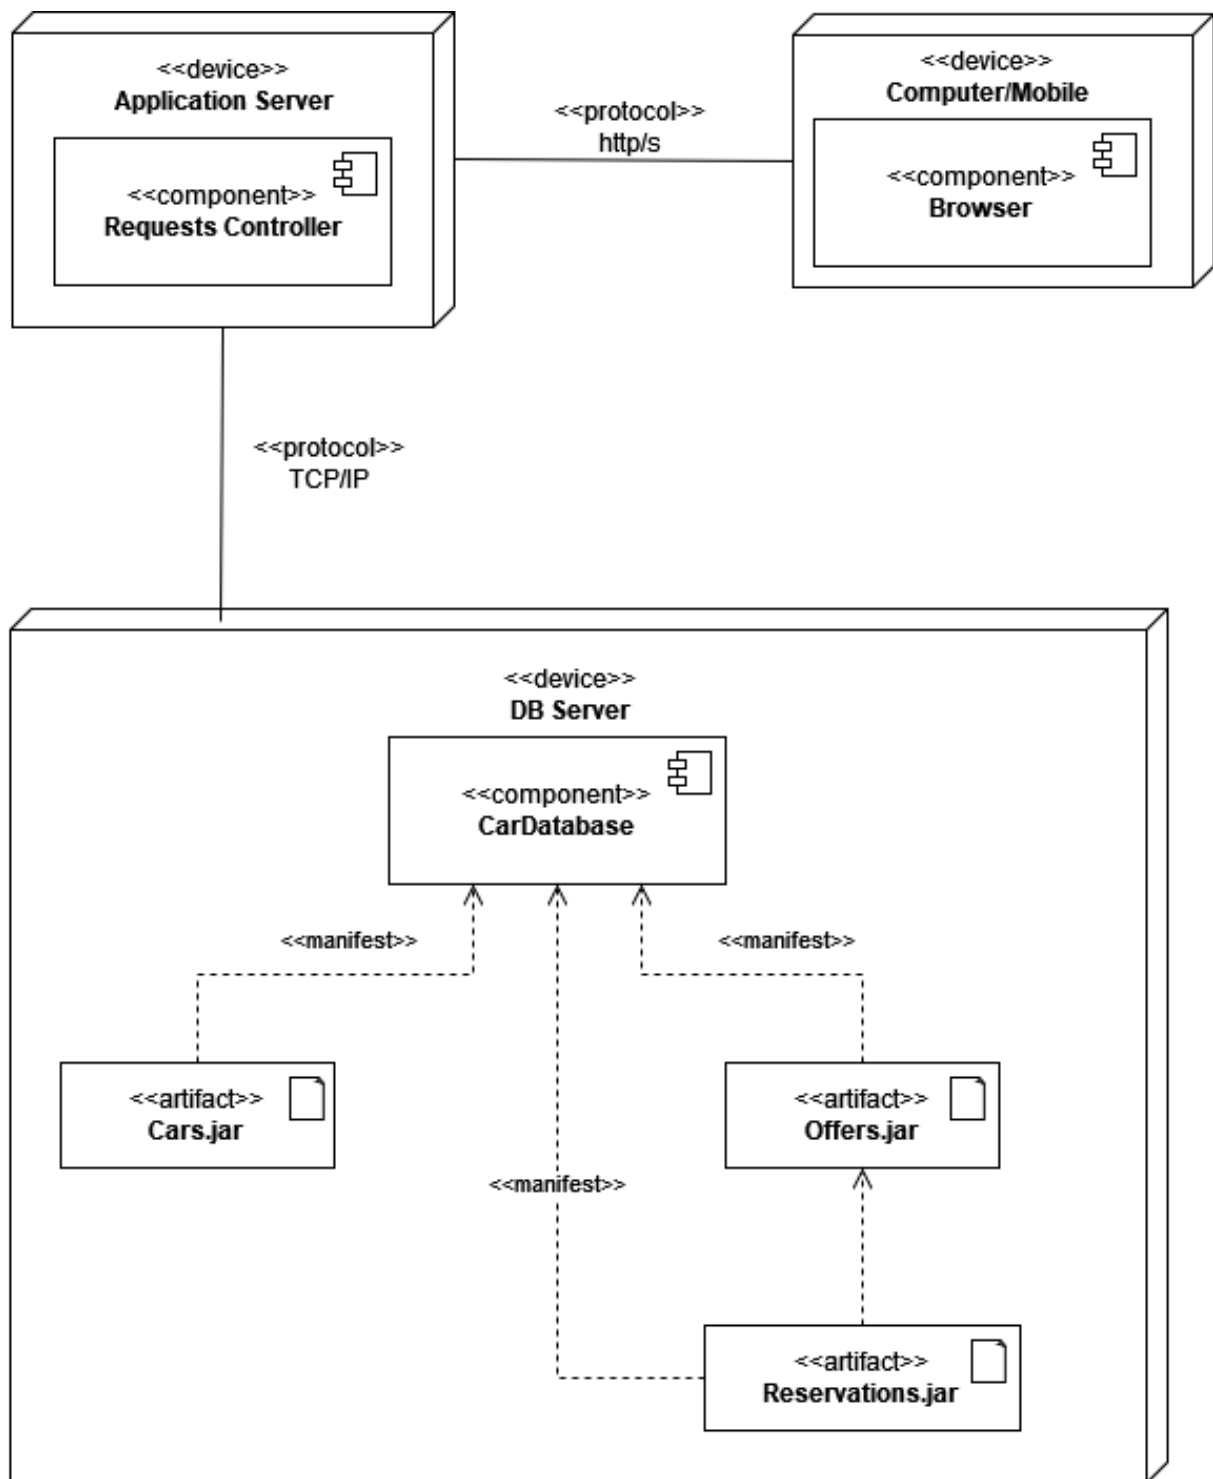 <<device>>
Application Server
<<component>>
Requests Controller
<<protocol>>
http/s
<<device>>
Computer/Mobile
<<component>>
Browser
<<protocol>>
TCP/IP
<<device>>
DB Server
<<component>>
CarDatabase
<<manifest>>
<<manifest>>
<<artifact>>
Cars.jar
<<artifact>>
Offers.jar
<<manifest>>
<<artifact>>
Reservations.jar